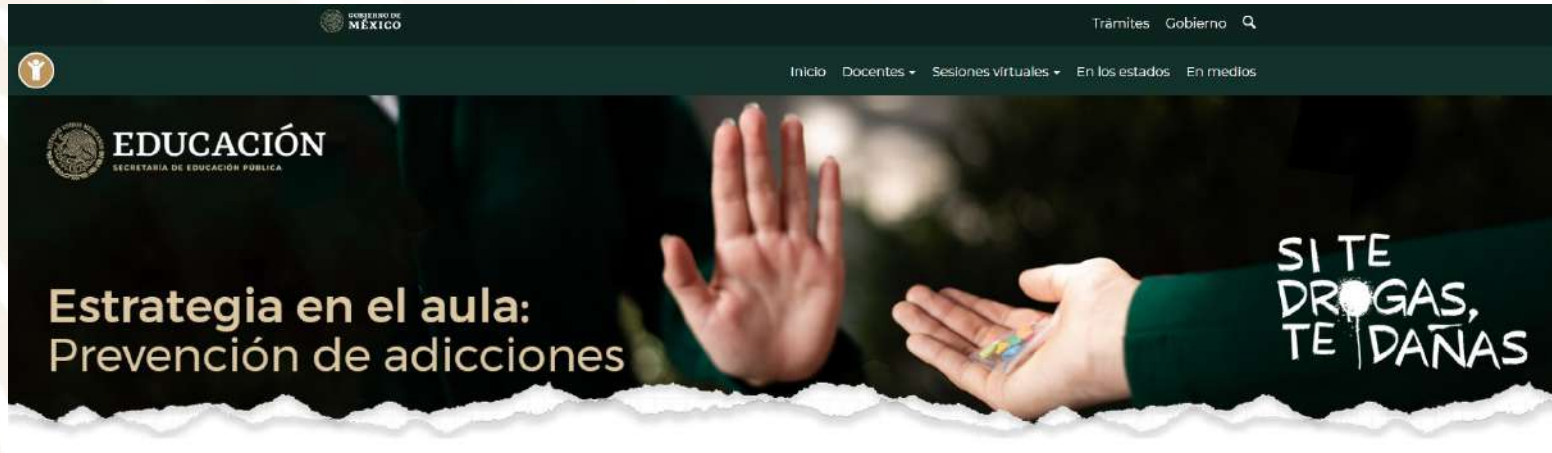 GOBIERNO DE
MÉXICO
Trámites Gobierno
Inicio Docentes Sesiones virtuales En los estados En medios
EDUCACIÓN
SECRETARÍA DE EDUCACIÓN PÚBLICA
Estrategia en el aula:
Prevención de adicciones
SI TE
DROGAS,
TE DAÑAS